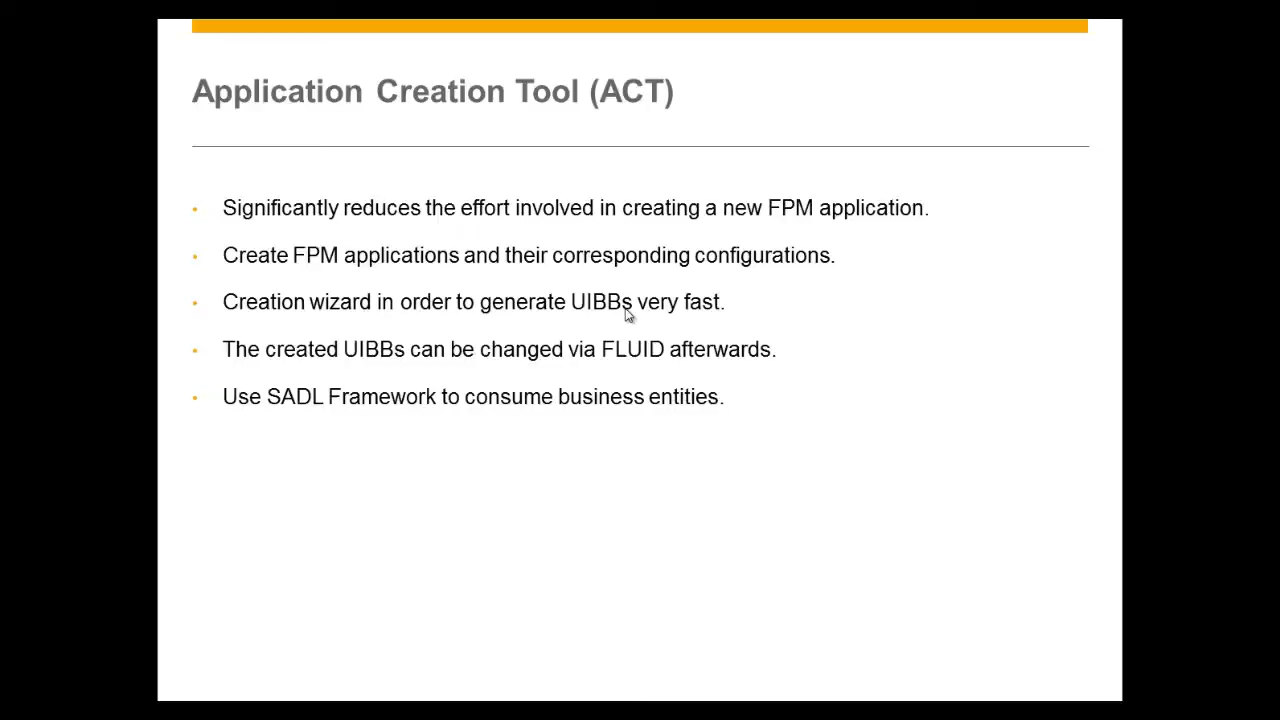 Application Creation Tool (ACT)
• Significantly reduces the effort involved in creating a new FPM application.
• Create FPM applications and their corresponding configurations.
• Creation wizard in order to generate UIBBs very fast.
• The created UIBBs can be changed via FLUID afterwards.
• Use SADL Framework to consume business entities.